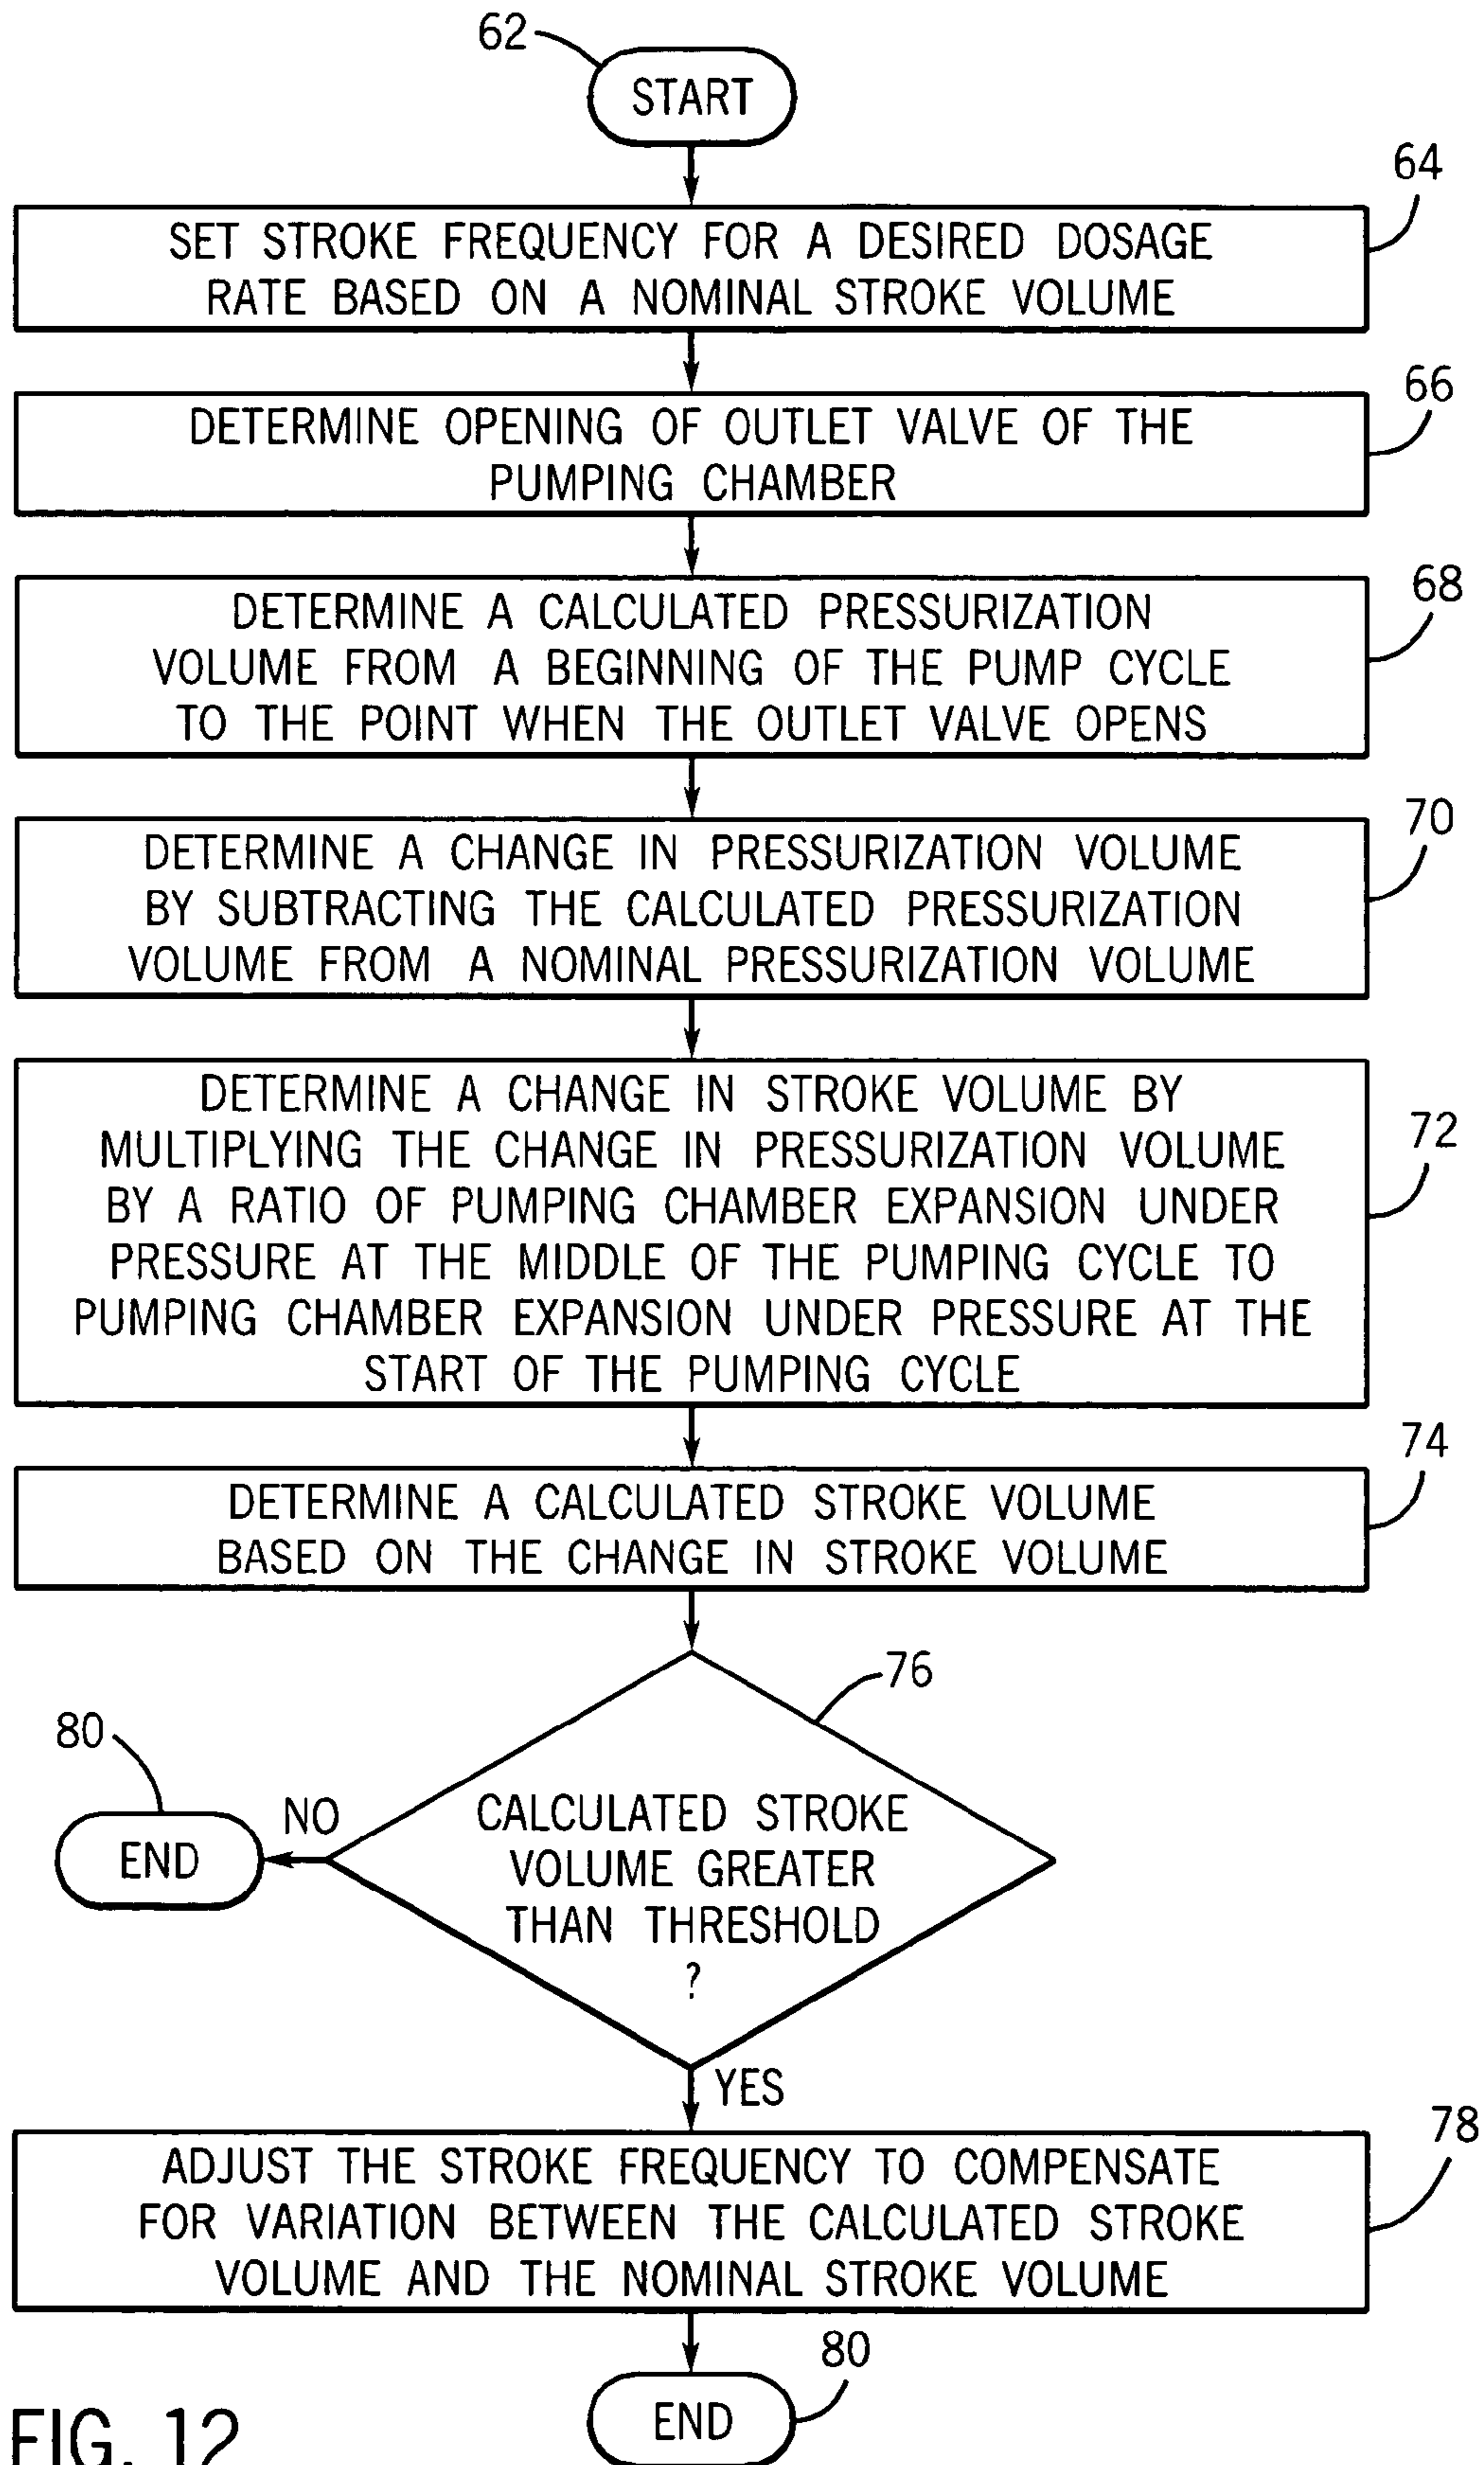 62
START
64
SET STROKE FREQUENCY FOR A DESIRED DOSAGE
RATE BASED ON A NOMINAL STROKE VOLUME
66
DETERMINE OPENING OF OUTLET VALVE OF THE
PUMPING CHAMBER
68
DETERMINE A CALCULATED PRESSURIZATION
VOLUME FROM A BEGINNING OF THE PUMP CYCLE
TO THE POINT WHEN THE OUTLET VALVE OPENS
70
DETERMINE A CHANGE IN PRESSURIZATION VOLUME
BY SUBTRACTING THE CALCULATED PRESSURIZATION
VOLUME FROM A NOMINAL PRESSURIZATION VOLUME
72
DETERMINE A CHANGE IN STROKE VOLUME BY
MULTIPLYING THE CHANGE IN PRESSURIZATION VOLUME
BY A RATIO OF PUMPING CHAMBER EXPANSION UNDER
PRESSURE AT THE MIDDLE OF THE PUMPING CYCLE TO
PUMPING CHAMBER EXPANSION UNDER PRESSURE AT THE
START OF THE PUMPING CYCLE
74
DETERMINE A CALCULATED STROKE VOLUME
BASED ON THE CHANGE IN STROKE VOLUME
76
80
NO
END
CALCULATED STROKE
VOLUME GREATER
THAN THRESHOLD
?
YES
78
ADJUST THE STROKE FREQUENCY TO COMPENSATE
FOR VARIATION BETWEEN THE CALCULATED STROKE
VOLUME AND THE NOMINAL STROKE VOLUME
80
END
FIG. 12